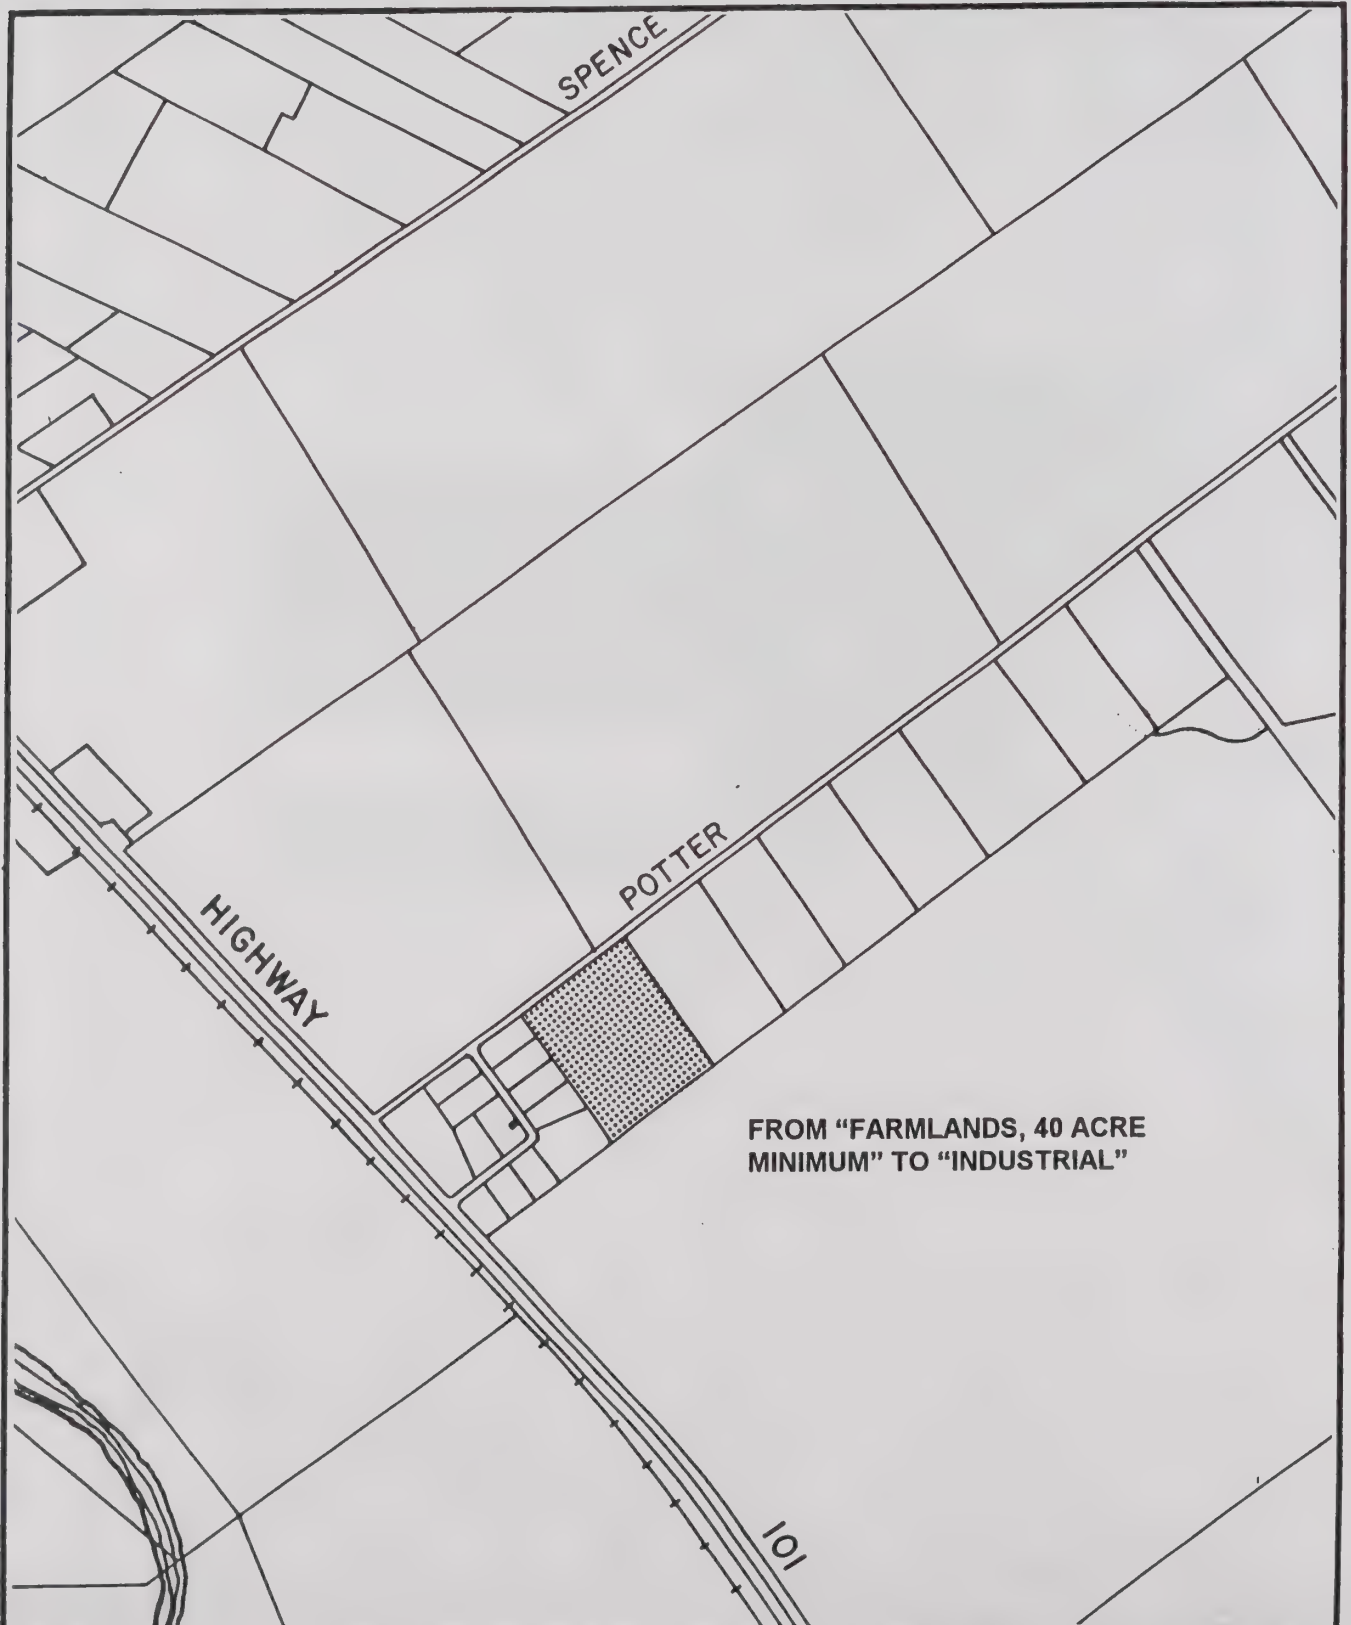 SPENCE
POTTER
HIGHWAY
FROM “FARMLANDS, 40 ACRE
MINIMUM” TO “INDUSTRIAL”
101